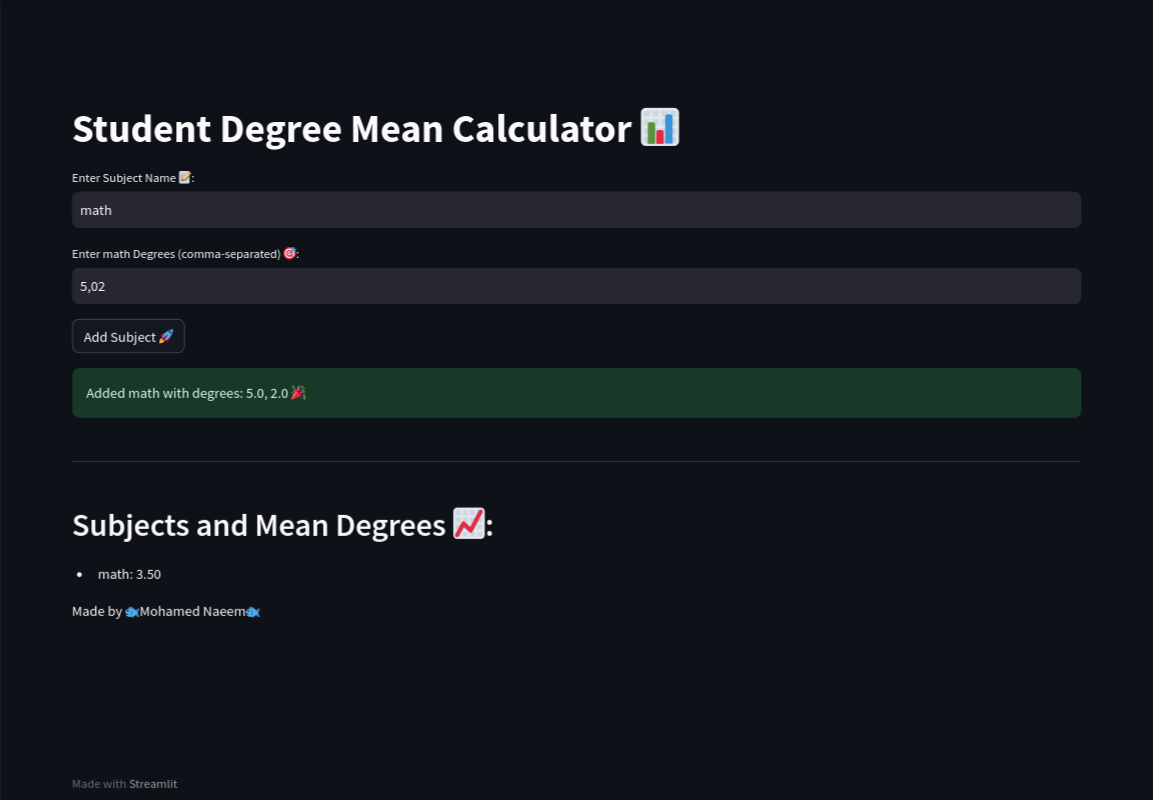 Student Degree Mean Calculator 📊
Enter Subject Name 📝:
math
Enter math Degrees (comma-separated) 🎯:
5,02
Add Subject 🚀
Added math with degrees: 5.0, 2.0 🎉
Subjects and Mean Degrees 📈:
• math: 3.50
Made by 🐟Mohamed Naeem🐟
Made with Streamlit